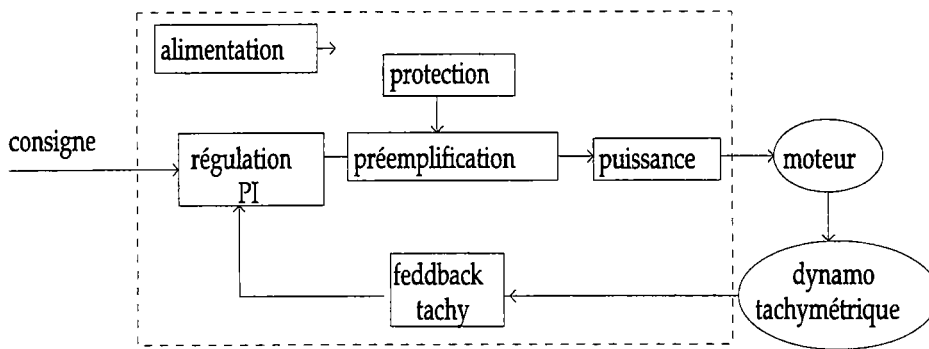 alimentation
protection
consigne
régulation
PI
préemplification
puissance
moteur
feddback
tachy
dynamo
tachymétrique